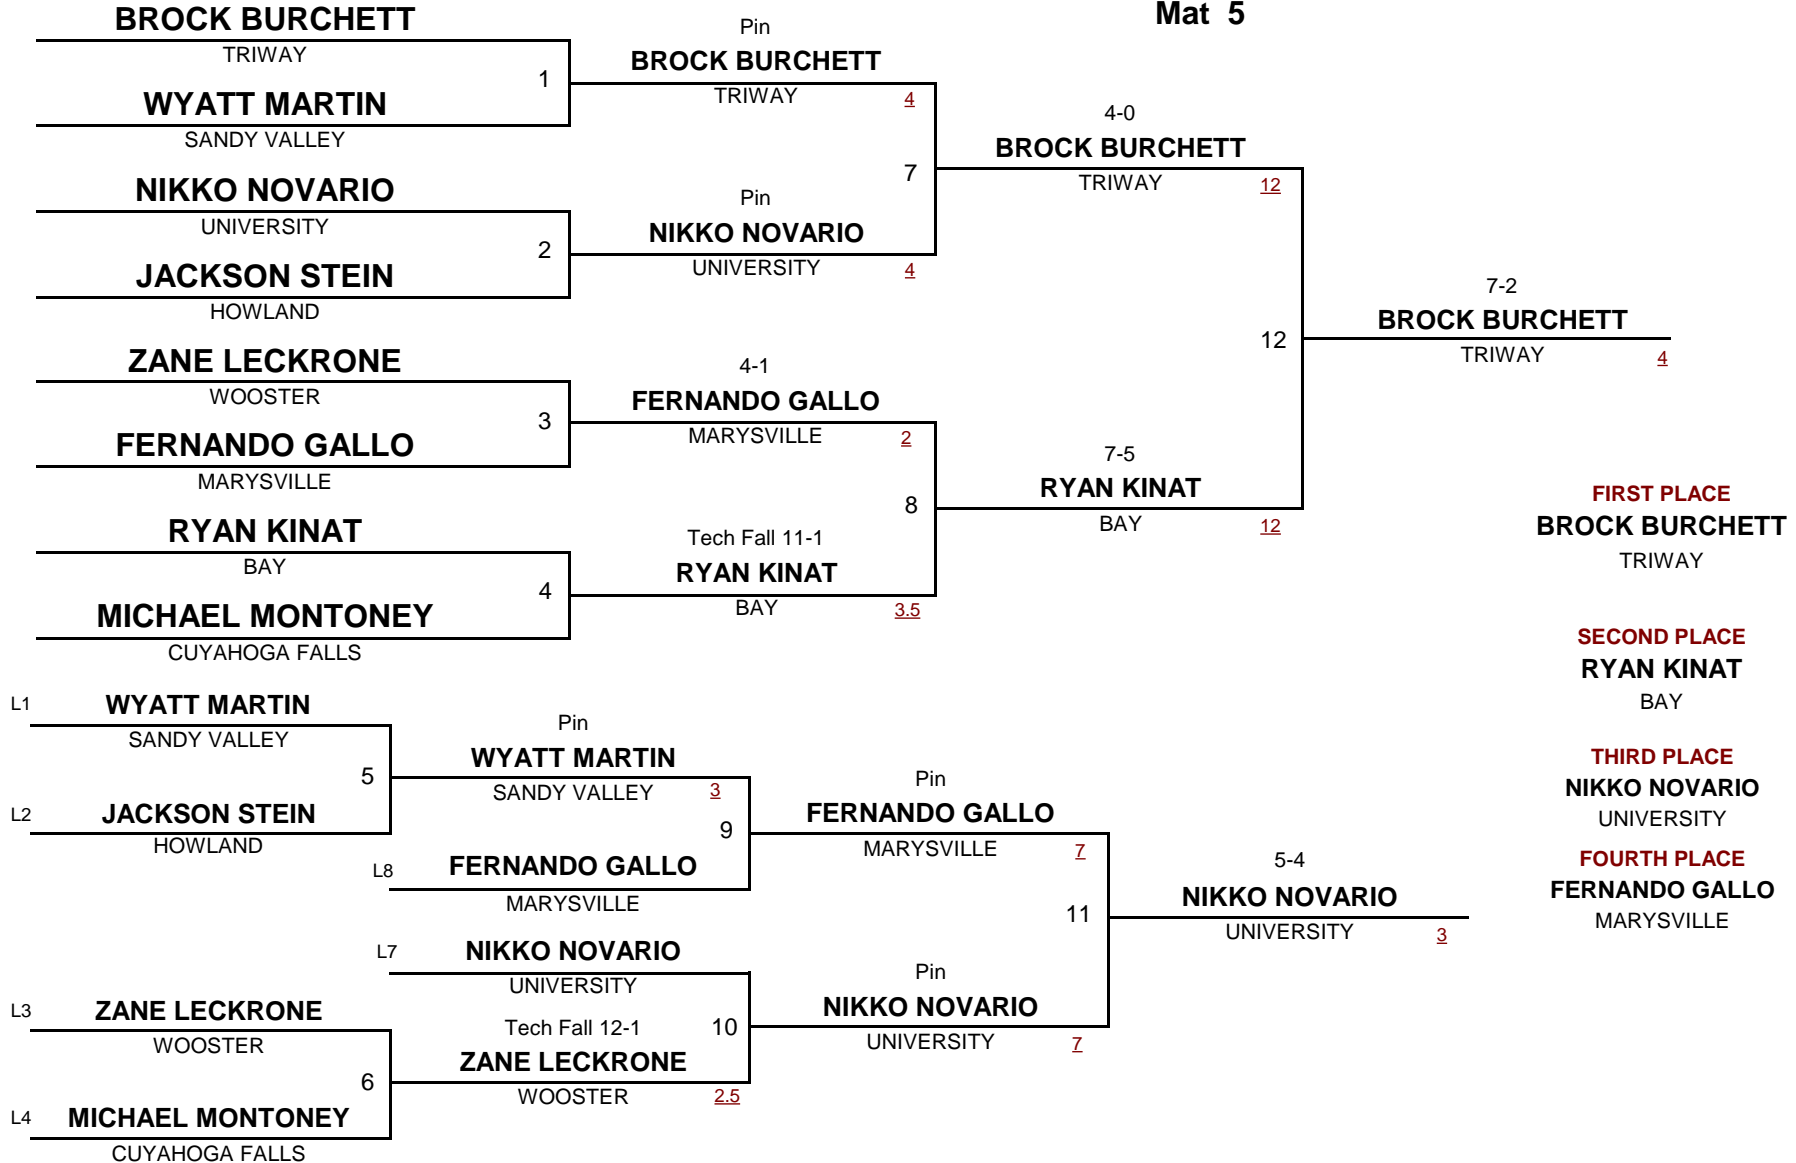 Mat 5
BROCK BURCHETT
TRIWAY
1
WYATT MARTIN
SANDY VALLEY
NIKKO NOVARIO
UNIVERSITY
2
JACKSON STEIN
HOWLAND
ZANE LECKRONE
WOOSTER
3
FERNANDO GALLO
MARYSVILLE
RYAN KINAT
BAY
4
MICHAEL MONTONEY
CUYAHOGA FALLS
Pin
BROCK BURCHETT
TRIWAY 4
7
Pin
NIKKO NOVARIO
UNIVERSITY 4
4-1
FERNANDO GALLO
MARYSVILLE 2
8
Tech Fall 11-1
RYAN KINAT
BAY 3.5
4-0
BROCK BURCHETT
TRIWAY 12
12
7-5
RYAN KINAT
BAY 12
7-2
BROCK BURCHETT
TRIWAY 4
L1 WYATT MARTIN
SANDY VALLEY
5
L2 JACKSON STEIN
HOWLAND
L3 ZANE LECKRONE
WOOSTER
6
L4 MICHAEL MONTONEY
CUYAHOGA FALLS
Pin
WYATT MARTIN
SANDY VALLEY 3
9
L8 FERNANDO GALLO
MARYSVILLE
L7 NIKKO NOVARIO
UNIVERSITY
Tech Fall 12-1 10
ZANE LECKRONE
WOOSTER 2.5
Pin
FERNANDO GALLO
MARYSVILLE 7
11
Pin
NIKKO NOVARIO
UNIVERSITY 7
5-4
NIKKO NOVARIO
UNIVERSITY 3
FIRST PLACE
BROCK BURCHETT
TRIWAY
SECOND PLACE
RYAN KINAT
BAY
THIRD PLACE
NIKKO NOVARIO
UNIVERSITY
FOURTH PLACE
FERNANDO GALLO
MARYSVILLE